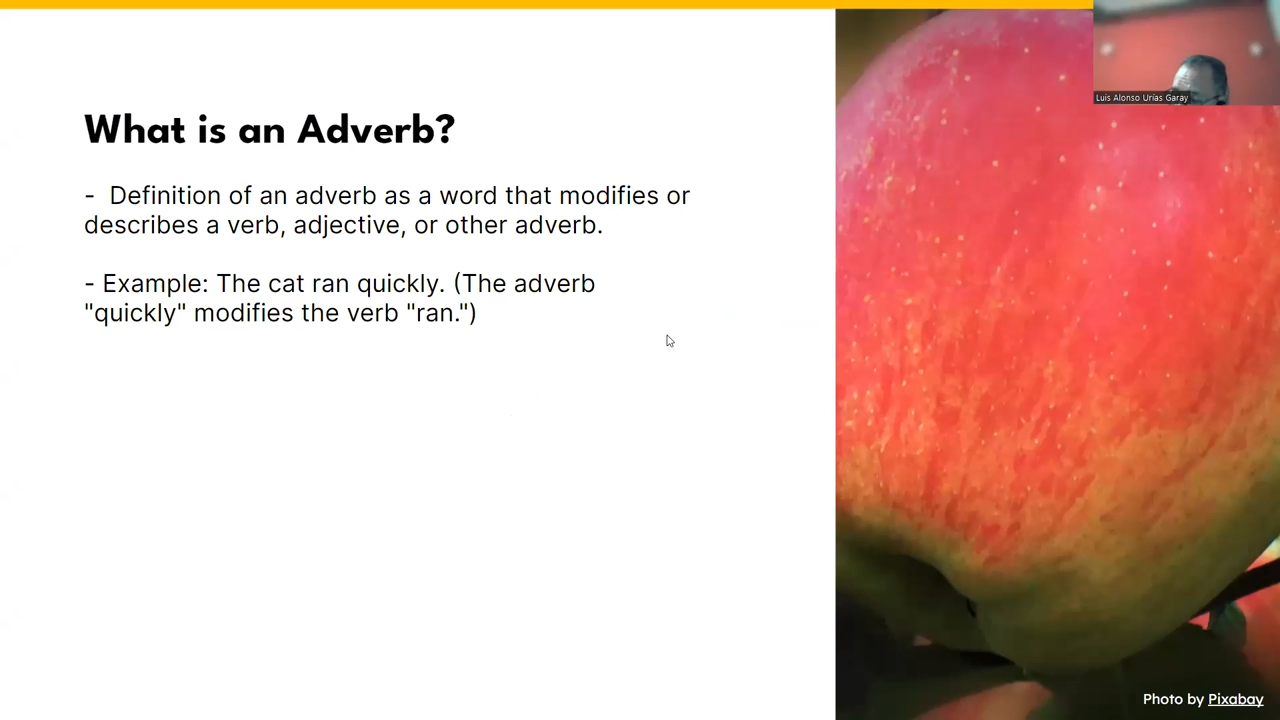 What is an Adverb?
-  Definition of an adverb as a word that modifies or
describes a verb, adjective, or other adverb.
- Example: The cat ran quickly. (The adverb
"quickly" modifies the verb "ran.")
Luis Alonso Urías Garay
Photo by Pixabay